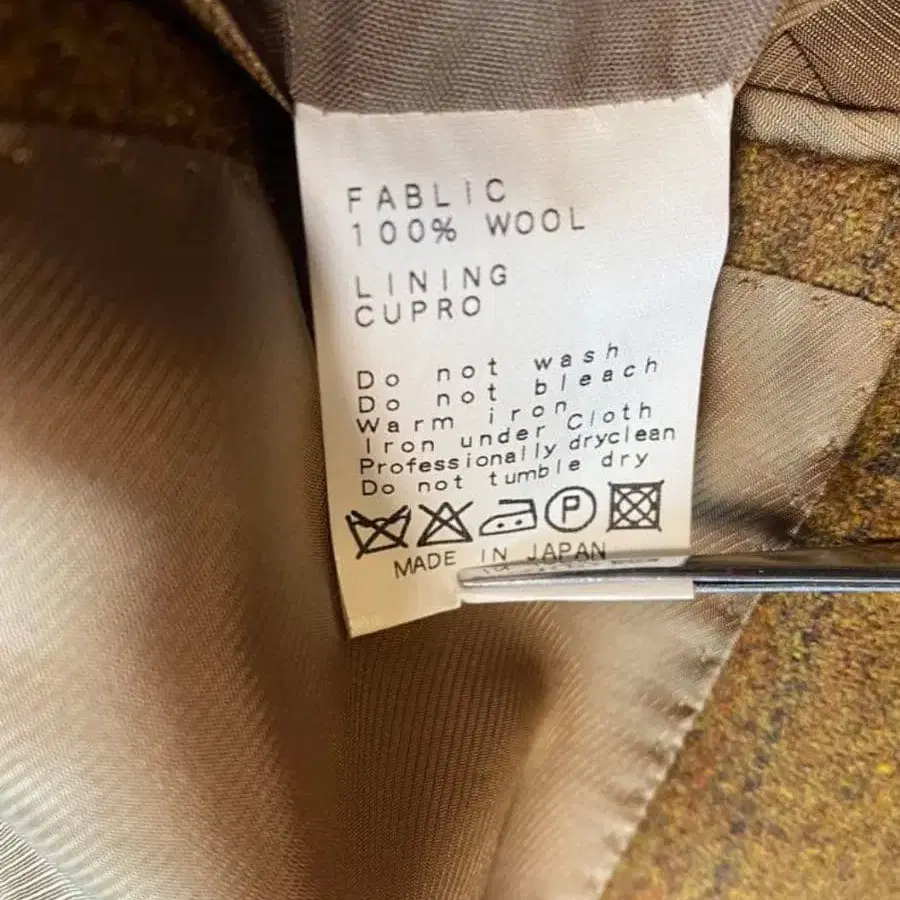 FABLIC
100% WOOL
LINING
CUPRO
Do not wash
Do not bleach
Warm iron
Iron under Cloth
Professionally dryclean
Do not tumble dry
P
MADE IN JAPAN